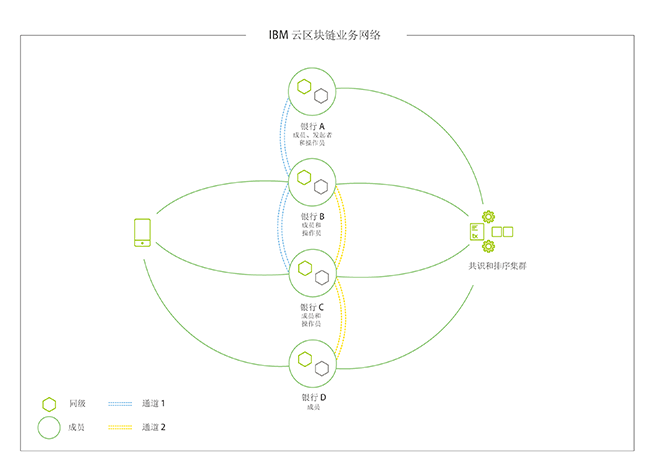 IBM 云区块链业务网络
银行 A
成员、发起者
和操作员
银行 B
成员和
操作员
银行 C
成员和
操作员
银行 D
成员
共识和排序集群
同级
通道 1
成员
通道 2